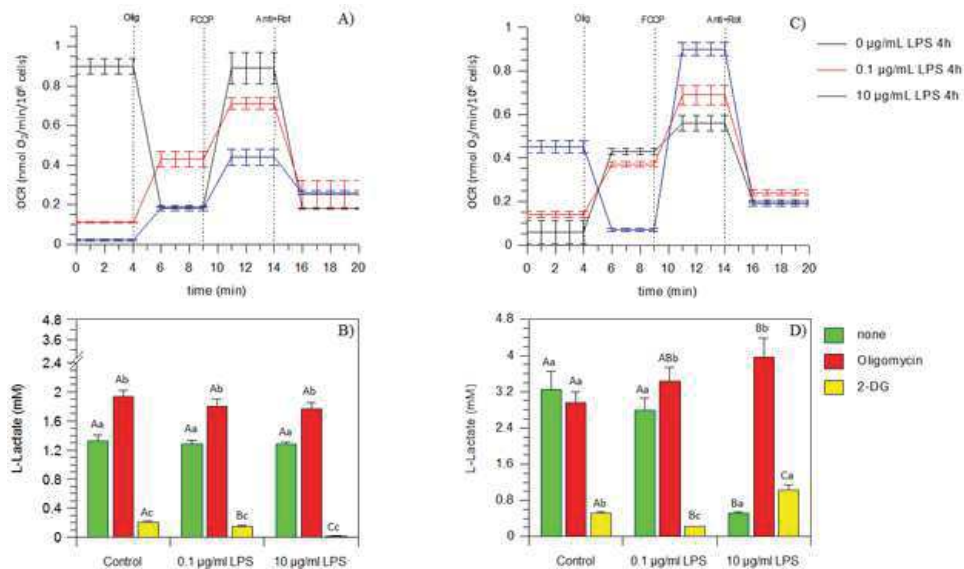 A)
Olig
FCCP
Anti+Rot
OCR (nmol O2/min/10⁶ cells)
1
0.8
0.6
0.4
0.2
0
0 2 4 6 8 10 12 14 16 18 20
time (min)
C)
Olig
FCCP
Anti+Rot
OCR (nmol O2/min/10⁶ cells)
1
0.8
0.6
0.4
0.2
0
0 2 4 6 8 10 12 14 16 18 20
time (min)
0 µg/mL LPS 4h
0.1 µg/mL LPS 4h
10 µg/mL LPS 4h
B)
L-Lactate (mM)
4.8
3.6
2.4
1.6
1.2
0.8
0.4
0
Aa Ab Ac
Aa Ab Bc
Aa Ab Cc
Control 0.1 µg/ml LPS 10 µg/ml LPS
D)
L-Lactate (mM)
4.8
4
3.2
2.4
1.6
0.8
0
Aa Aa Ab
Aa ABb Bc
Ba Bb Ca
Control 0.1 µg/ml LPS 10 µg/ml LPS
none
Oligomycin
2-DG